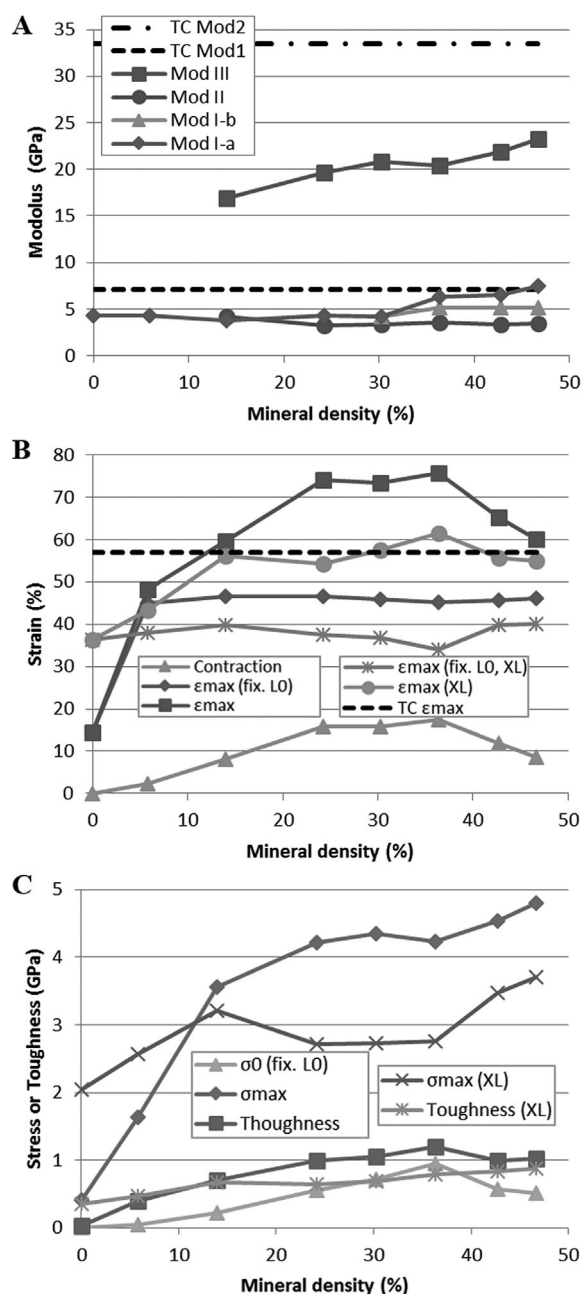 A
35
TC Mod2
TC Mod1
30
Mod III
Mod II
25
Mod I-b
Mod I-a
20
15
10
5
0
Modolus (GPa)
0 10 20 30 40 50
Mineral density (%)
B
80
70
60
50
40
30
20
10
0
Strain (%)
Contraction
εmax (fix. L0)
εmax
εmax (fix. L0, XL)
εmax (XL)
TC εmax
0 10 20 30 40 50
Mineral density (%)
C
5
4
3
2
1
0
Stress or Toughness (GPa)
σ0 (fix. L0)
σmax
Thoughness
σmax (XL)
Toughness (XL)
0 10 20 30 40 50
Mineral density (%)